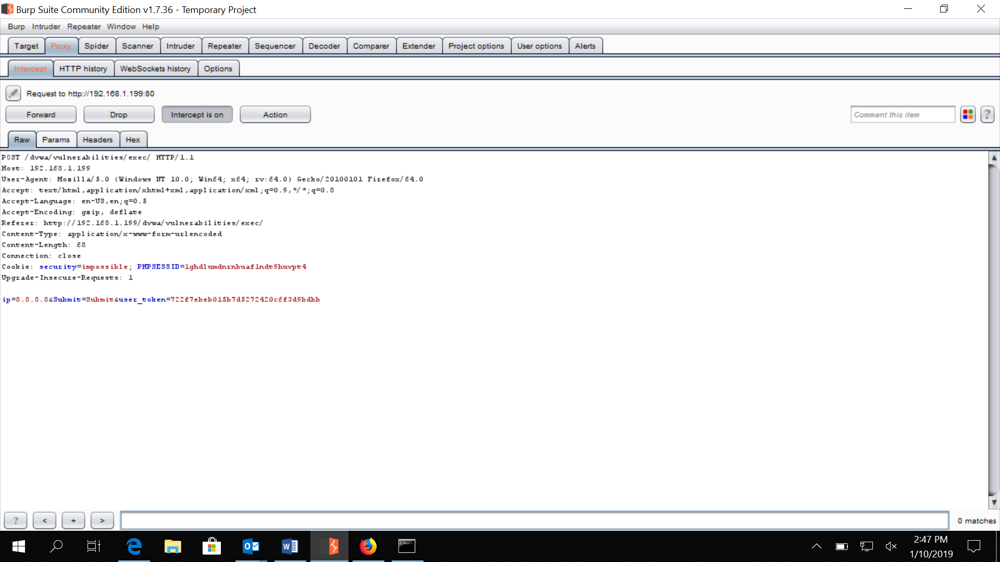 Burp Suite Community Edition v1.7.36 - Temporary Project
Burp Intruder Repeater Window Help
Target Proxy Spider Scanner Intruder Repeater Sequencer Decoder Comparer Extender Project options User options Alerts
Intercept HTTP history WebSockets history Options
Request to http://192.168.1.199:80
Forward Drop Intercept is on Action Comment this item ?
Raw Params Headers Hex
POST /dvwa/vulnerabilities/exec/ HTTP/1.1
Host: 192.168.1.199
User-Agent: Mozilla/5.0 (Windows NT 10.0; Win64; x64; rv:64.0) Gecko/20100101 Firefox/64.0
Accept: text/html,application/xhtml+xml,application/xml;q=0.9,*/*;q=0.8
Accept-Language: en-US,en;q=0.5
Accept-Encoding: gzip, deflate
Referer: http://192.168.1.199/dvwa/vulnerabilities/exec/
Content-Type: application/x-www-form-urlencoded
Content-Length: 68
Connection: close
Cookie: security=impossible; PHPSESSID=lghdlumdnrnbuaflndt9huvpt4
Upgrade-Insecure-Requests: 1
ip=8.8.8.8&Submit=Submit&user_token=722f7ebeb015b7d5272420c6f3d9bdbb
? < + > 0 matches
2:47 PM
1/10/2019